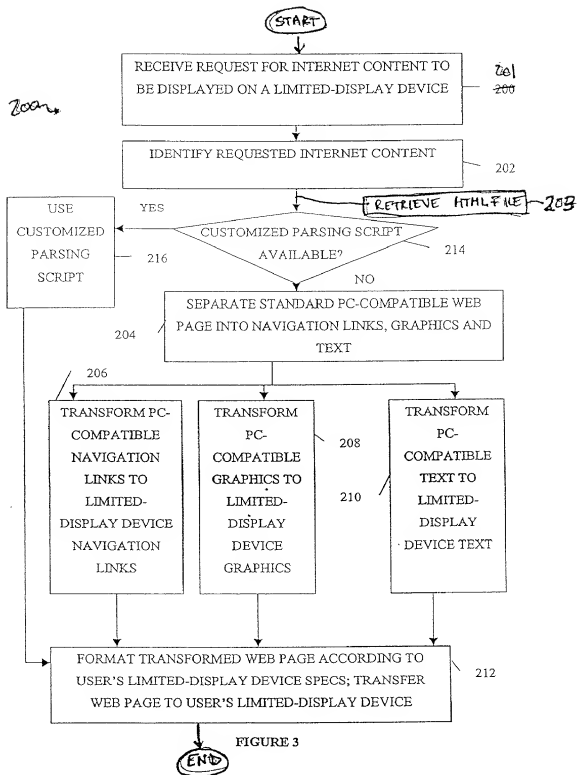 START
RECEIVE REQUEST FOR INTERNET CONTENT TO
BE DISPLAYED ON A LIMITED-DISPLAY DEVICE
201
200
200
IDENTIFY REQUESTED INTERNET CONTENT
202
RETRIEVE HTML FILE
203
CUSTOMIZED PARSING SCRIPT
AVAILABLE?
214
YES
USE
CUSTOMIZED
PARSING
SCRIPT
216
NO
SEPARATE STANDARD PC-COMPATIBLE WEB
PAGE INTO NAVIGATION LINKS, GRAPHICS AND
TEXT
204
206
TRANSFORM PC-
COMPATIBLE
NAVIGATION
LINKS TO
LIMITED-
DISPLAY DEVICE
NAVIGATION
LINKS
TRANSFORM
PC-
COMPATIBLE
GRAPHICS TO
LIMITED-
DISPLAY
DEVICE
GRAPHICS
208
TRANSFORM
PC-
COMPATIBLE
TEXT TO
LIMITED-
DISPLAY
DEVICE TEXT
210
FORMAT TRANSFORMED WEB PAGE ACCORDING TO
USER'S LIMITED-DISPLAY DEVICE SPECS; TRANSFER
WEB PAGE TO USER'S LIMITED-DISPLAY DEVICE
212
END
FIGURE 3